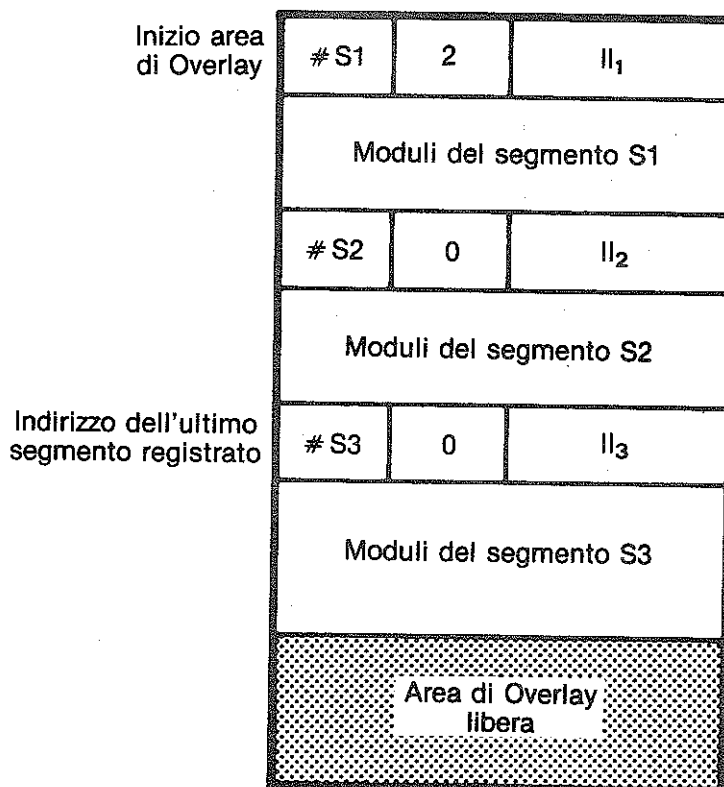 Inizio area
di Overlay
#S1 2 II₁
Moduli del segmento S1
#S2 0 II₂
Moduli del segmento S2
Indirizzo dell'ultimo
segmento registrato
#S3 0 II₃
Moduli del segmento S3
Area di Overlay
libera